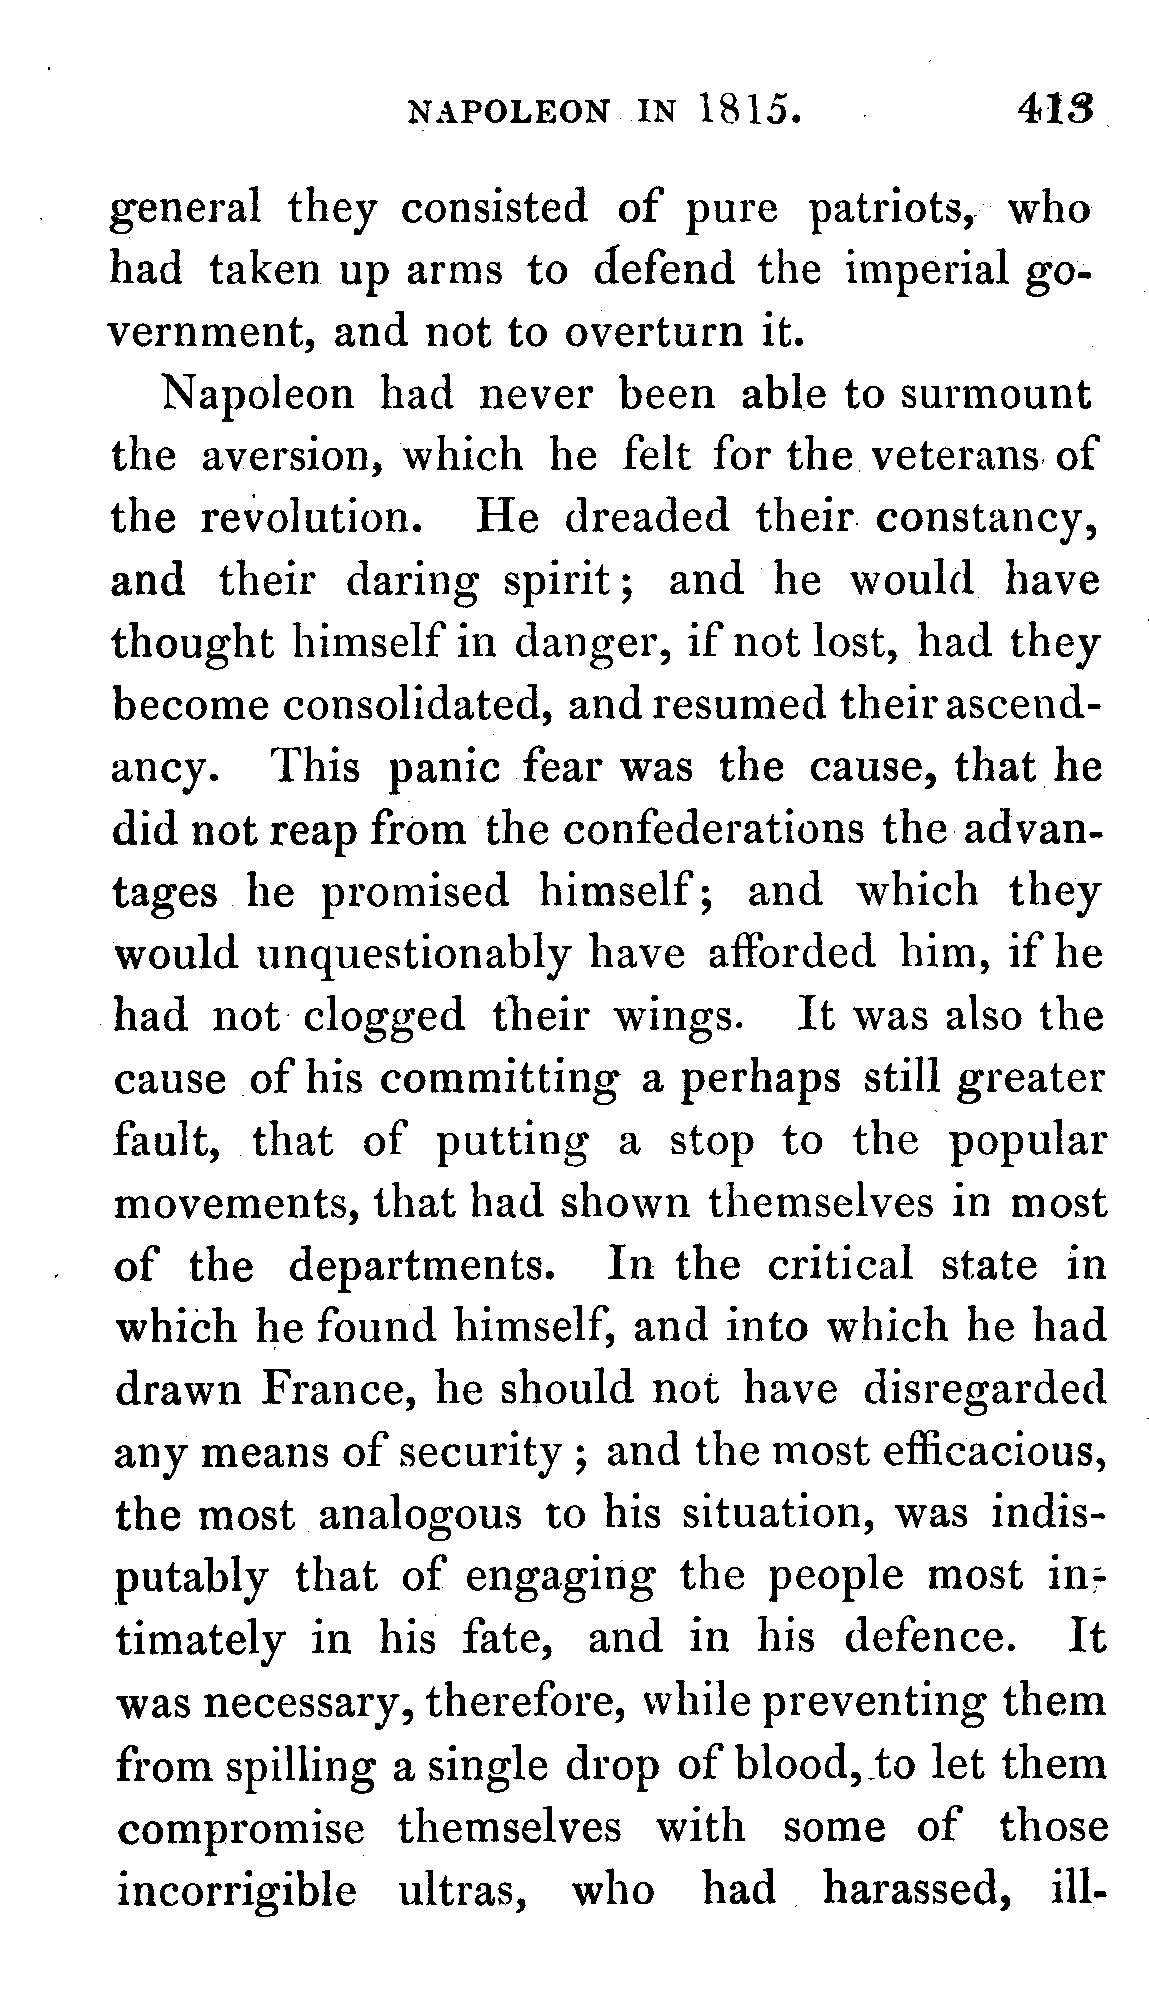 NAPOLEON IN 1815. 413
general they consisted of pure patriots, who
had taken up arms to defend the imperial go-
vernment, and not to overturn it.
Napoleon had never been able to surmount
the aversion, which he felt for the veterans of
the revolution. He dreaded their constancy,
and their daring spirit; and he would have
thought himself in danger, if not lost, had they
become consolidated, and resumed their ascend-
ancy. This panic fear was the cause, that he
did not reap from the confederations the advan-
tages he promised himself; and which they
would unquestionably have afforded him, if he
had not clogged their wings. It was also the
cause of his committing a perhaps still greater
fault, that of putting a stop to the popular
movements, that had shown themselves in most
of the departments. In the critical state in
which he found himself, and into which he had
drawn France, he should not have disregarded
any means of security; and the most efficacious,
the most analogous to his situation, was indis-
putably that of engaging the people most in-
timately in his fate, and in his defence. It
was necessary, therefore, while preventing them
from spilling a single drop of blood, to let them
compromise themselves with some of those
incorrigible ultras, who had harassed, ill-